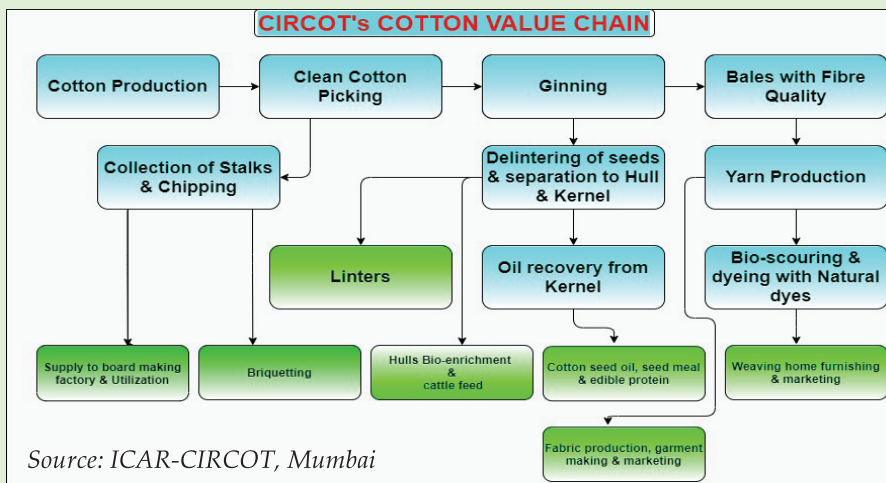 CIRCOT's COTTON VALUE CHAIN
Cotton Production
Clean Cotton
Picking
Ginning
Bales with Fibre
Quality
Collection of Stalks
& Chipping
Delintering of seeds
& separation to Hull
& Kernel
Yarn Production
Linters
Oil recovery from
Kernel
Bio-scouring &
dyeing with Natural
dyes
Supply to board making
factory & Utilization
Briquetting
Hulls Bio-enrichment
&
cattle feed
Cotton seed oil, seed meal
& edible protein
Weaving home furnishing
& marketing
Fabric production, garment
making & marketing
Source: ICAR-CIRCOT, Mumbai